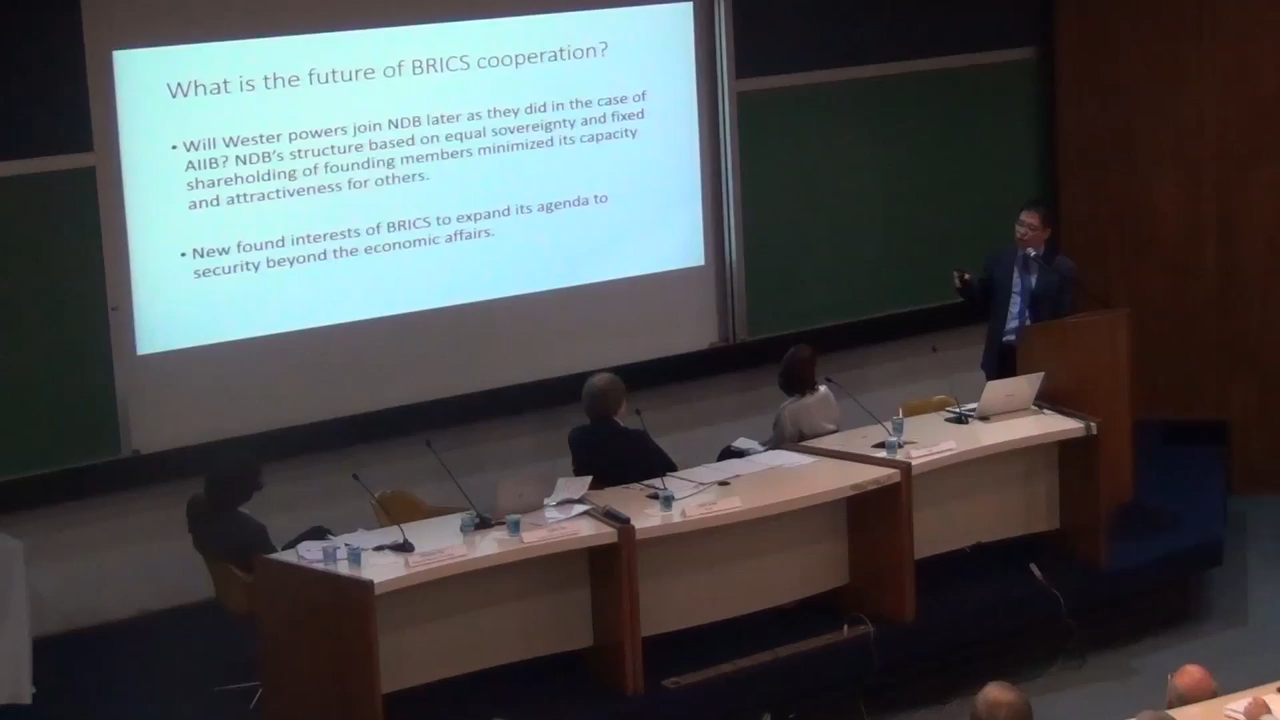 What is the future of BRICS cooperation?
• Will Wester powers join NDB later as they did in the case of
AIIB? NDB's structure based on equal sovereignty and fixed
shareholding of founding members minimized its capacity
and attractiveness for others.
• New found interests of BRICS to expand its agenda to
security beyond the economic affairs.